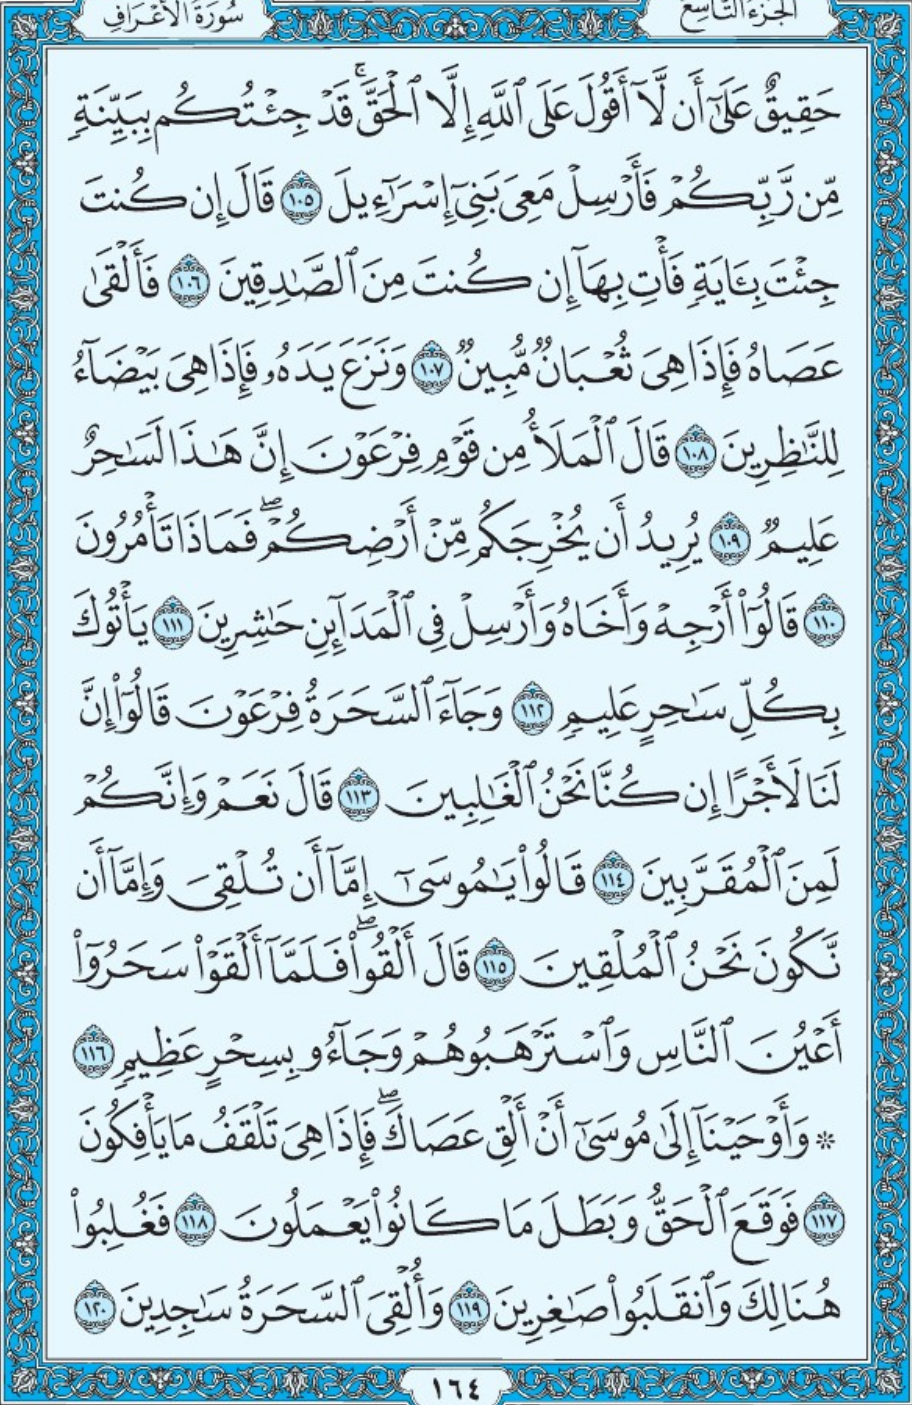 الجزء التاسع
سورة الأعراف
حَقِيقٌ عَلَىٰٓ أَن لَّآ أَقُولَ عَلَى ٱللَّهِ إِلَّا ٱلْحَقَّۚ قَدْ جِئْتُكُم بِبَيِّنَةٍ
مِّن رَّبِّكُمْ فَأَرْسِلْ مَعِىَ بَنِىٓ إِسْرَٰٓءِيلَ ١٠٥ قَالَ إِن كُنتَ
جِئْتَ بِـَٔايَةٍ فَأْتِ بِهَآ إِن كُنتَ مِنَ ٱلصَّٰدِقِينَ ١٠٦ فَأَلْقَىٰ
عَصَاهُ فَإِذَا هِىَ ثُعْبَانٌ مُّبِينٌ ١٠٧ وَنَزَعَ يَدَهُۥ فَإِذَا هِىَ بَيْضَآءُ
لِلنَّٰظِرِينَ ١٠٨ قَالَ ٱلْمَلَأُ مِن قَوْمِ فِرْعَوْنَ إِنَّ هَٰذَا لَسَٰحِرٌ
عَلِيمٌ ١٠٩ يُرِيدُ أَن يُخْرِجَكُم مِّنْ أَرْضِكُمْۖ فَمَاذَا تَأْمُرُونَ
١١٠ قَالُوٓا۟ أَرْجِهْ وَأَخَاهُ وَأَرْسِلْ فِى ٱلْمَدَآئِنِ حَٰشِرِينَ ١١١ يَأْتُوكَ
بِكُلِّ سَٰحِرٍ عَلِيمٍ ١١٢ وَجَآءَ ٱلسَّحَرَةُ فِرْعَوْنَ قَالُوٓا۟ إِنَّ
لَنَا لَأَجْرًا إِن كُنَّا نَحْنُ ٱلْغَٰلِبِينَ ١١٣ قَالَ نَعَمْ وَإِنَّكُمْ
لَمِنَ ٱلْمُقَرَّبِينَ ١١٤ قَالُوا۟ يَٰمُوسَىٰٓ إِمَّآ أَن تُلْقِىَ وَإِمَّآ أَن
نَّكُونَ نَحْنُ ٱلْمُلْقِينَ ١١٥ قَالَ أَلْقُوا۟ۖ فَلَمَّآ أَلْقَوْا۟ سَحَرُوٓا۟
أَعْيُنَ ٱلنَّاسِ وَٱسْتَرْهَبُوهُمْ وَجَآءُو بِسِحْرٍ عَظِيمٍ ١١٦
* وَأَوْحَيْنَآ إِلَىٰ مُوسَىٰٓ أَنْ أَلْقِ عَصَاكَۖ فَإِذَا هِىَ تَلْقَفُ مَا يَأْفِكُونَ
١١٧ فَوَقَعَ ٱلْحَقُّ وَبَطَلَ مَا كَانُوا۟ يَعْمَلُونَ ١١٨ فَغُلِبُوا۟
هُنَالِكَ وَٱنقَلَبُوا۟ صَٰغِرِينَ ١١٩ وَأُلْقِىَ ٱلسَّحَرَةُ سَٰجِدِينَ ١٢٠
١٦٤